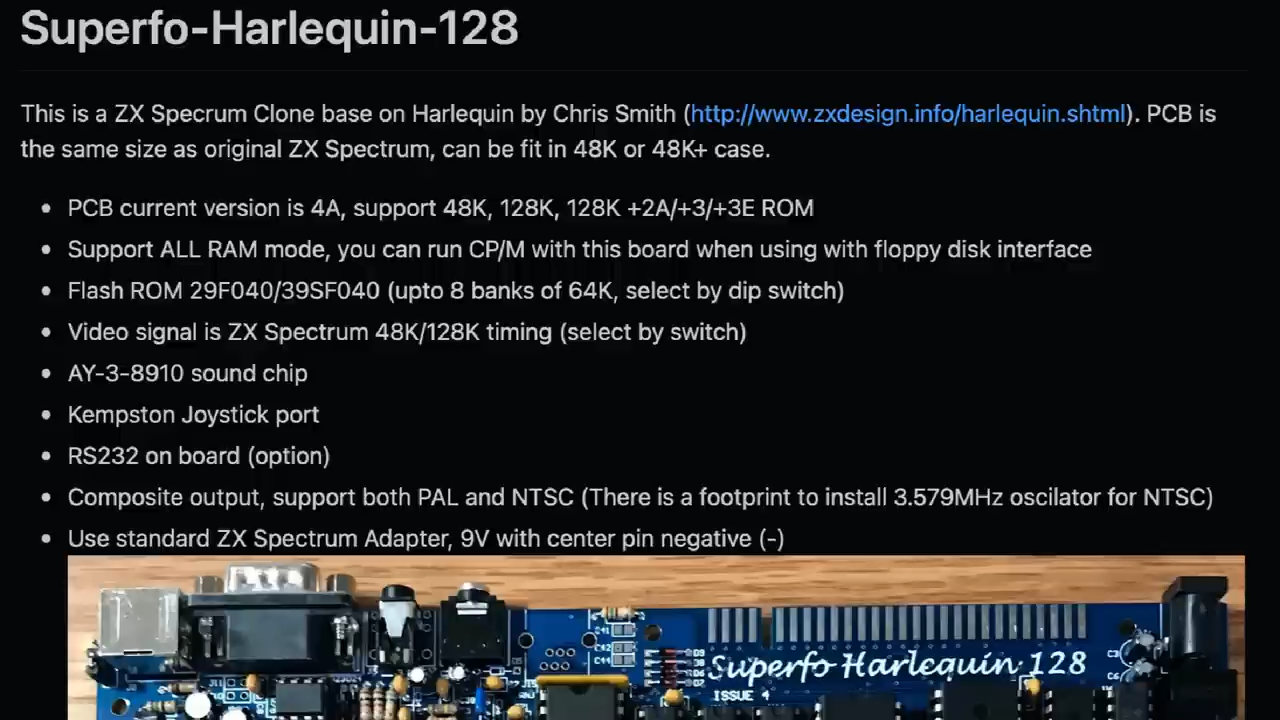 Superfo-Harlequin-128
This is a ZX Specrum Clone base on Harlequin by Chris Smith (http://www.zxdesign.info/harlequin.shtml). PCB is
the same size as original ZX Spectrum, can be fit in 48K or 48K+ case.
• PCB current version is 4A, support 48K, 128K, 128K +2A/+3/+3E ROM
• Support ALL RAM mode, you can run CP/M with this board when using with floppy disk interface
• Flash ROM 29F040/39SF040 (upto 8 banks of 64K, select by dip switch)
• Video signal is ZX Spectrum 48K/128K timing (select by switch)
• AY-3-8910 sound chip
• Kempston Joystick port
• RS232 on board (option)
• Composite output, support both PAL and NTSC (There is a footprint to install 3.579MHz oscilator for NTSC)
• Use standard ZX Spectrum Adapter, 9V with center pin negative (-)
C41
C42
C44
Superfo Harlequin 128
ISSUE 4
C3
C6